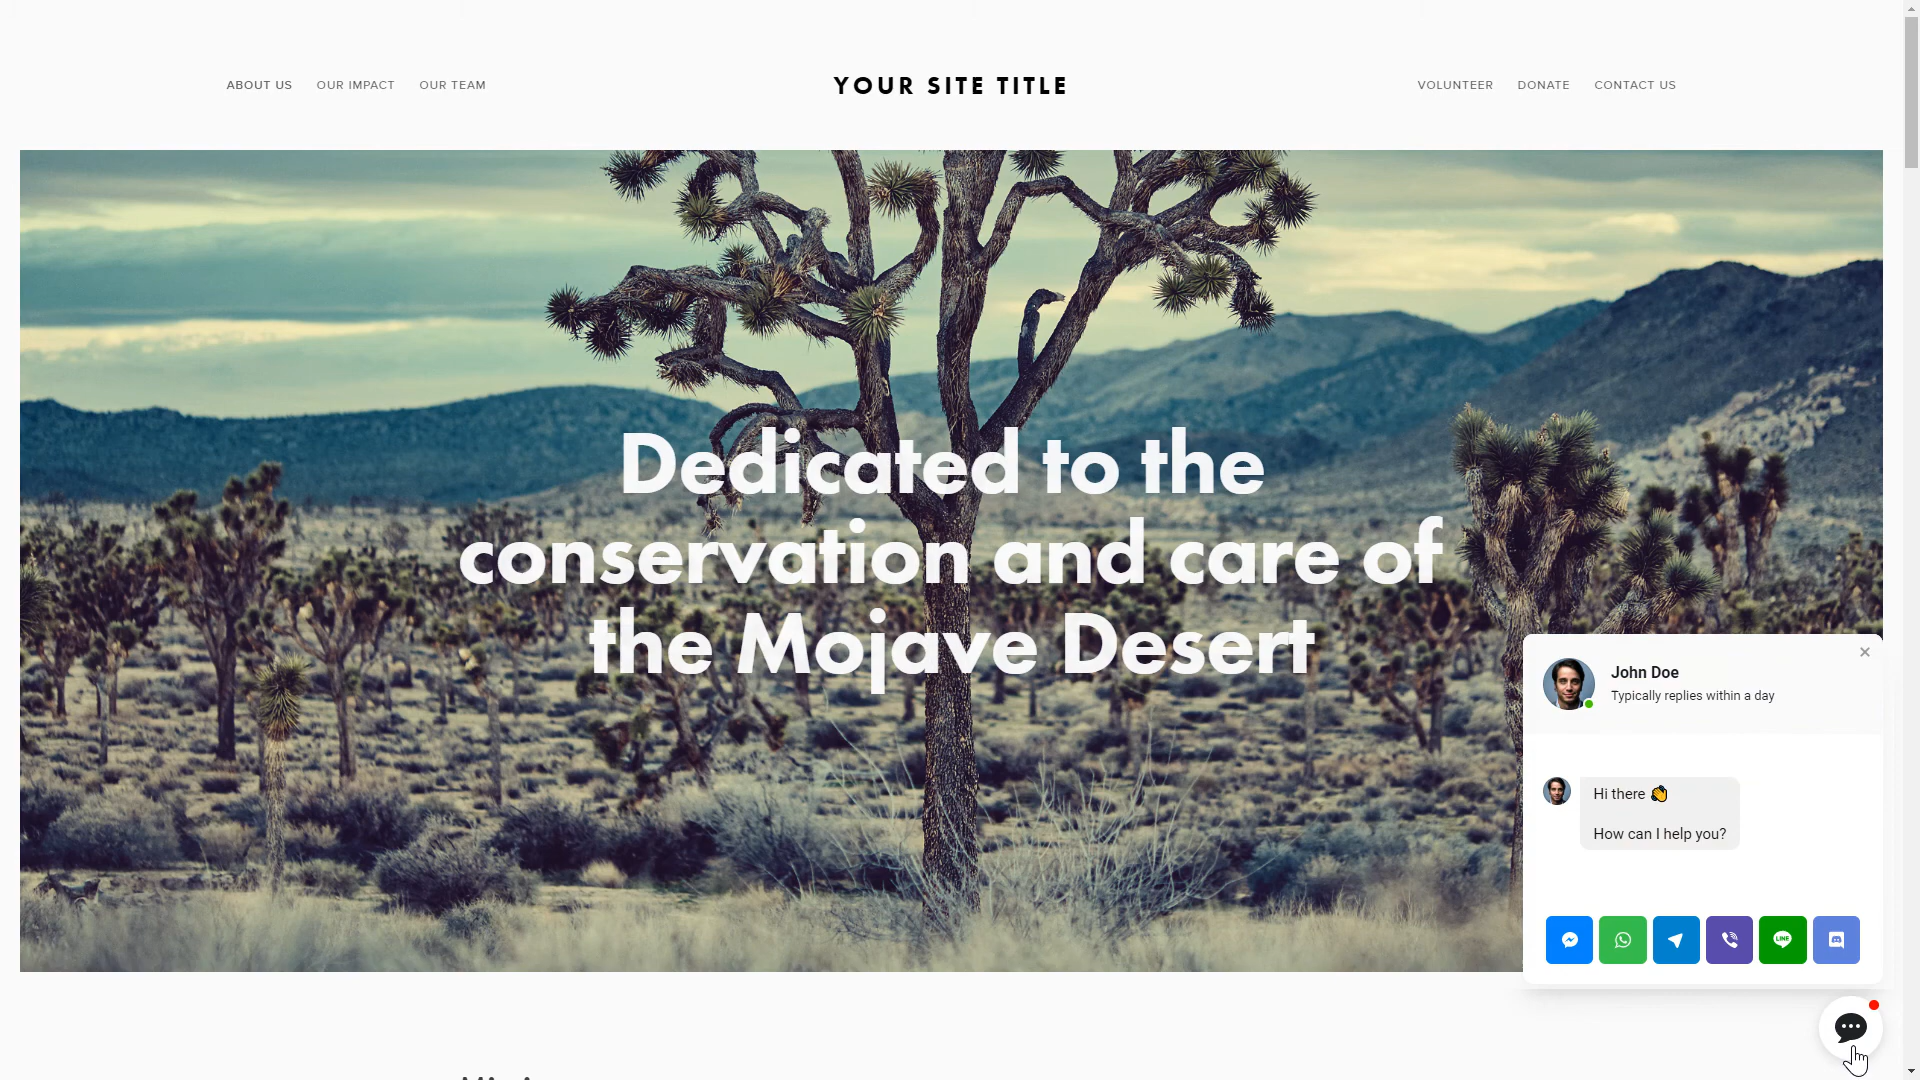 ABOUT US OUR IMPACT OUR TEAM
YOUR SITE TITLE
VOLUNTEER DONATE CONTACT US
Dedicated to the
conservation and care of
the Mojave Desert
John Doe
Typically replies within a day
Hi there 👋
How can I help you?
LINE